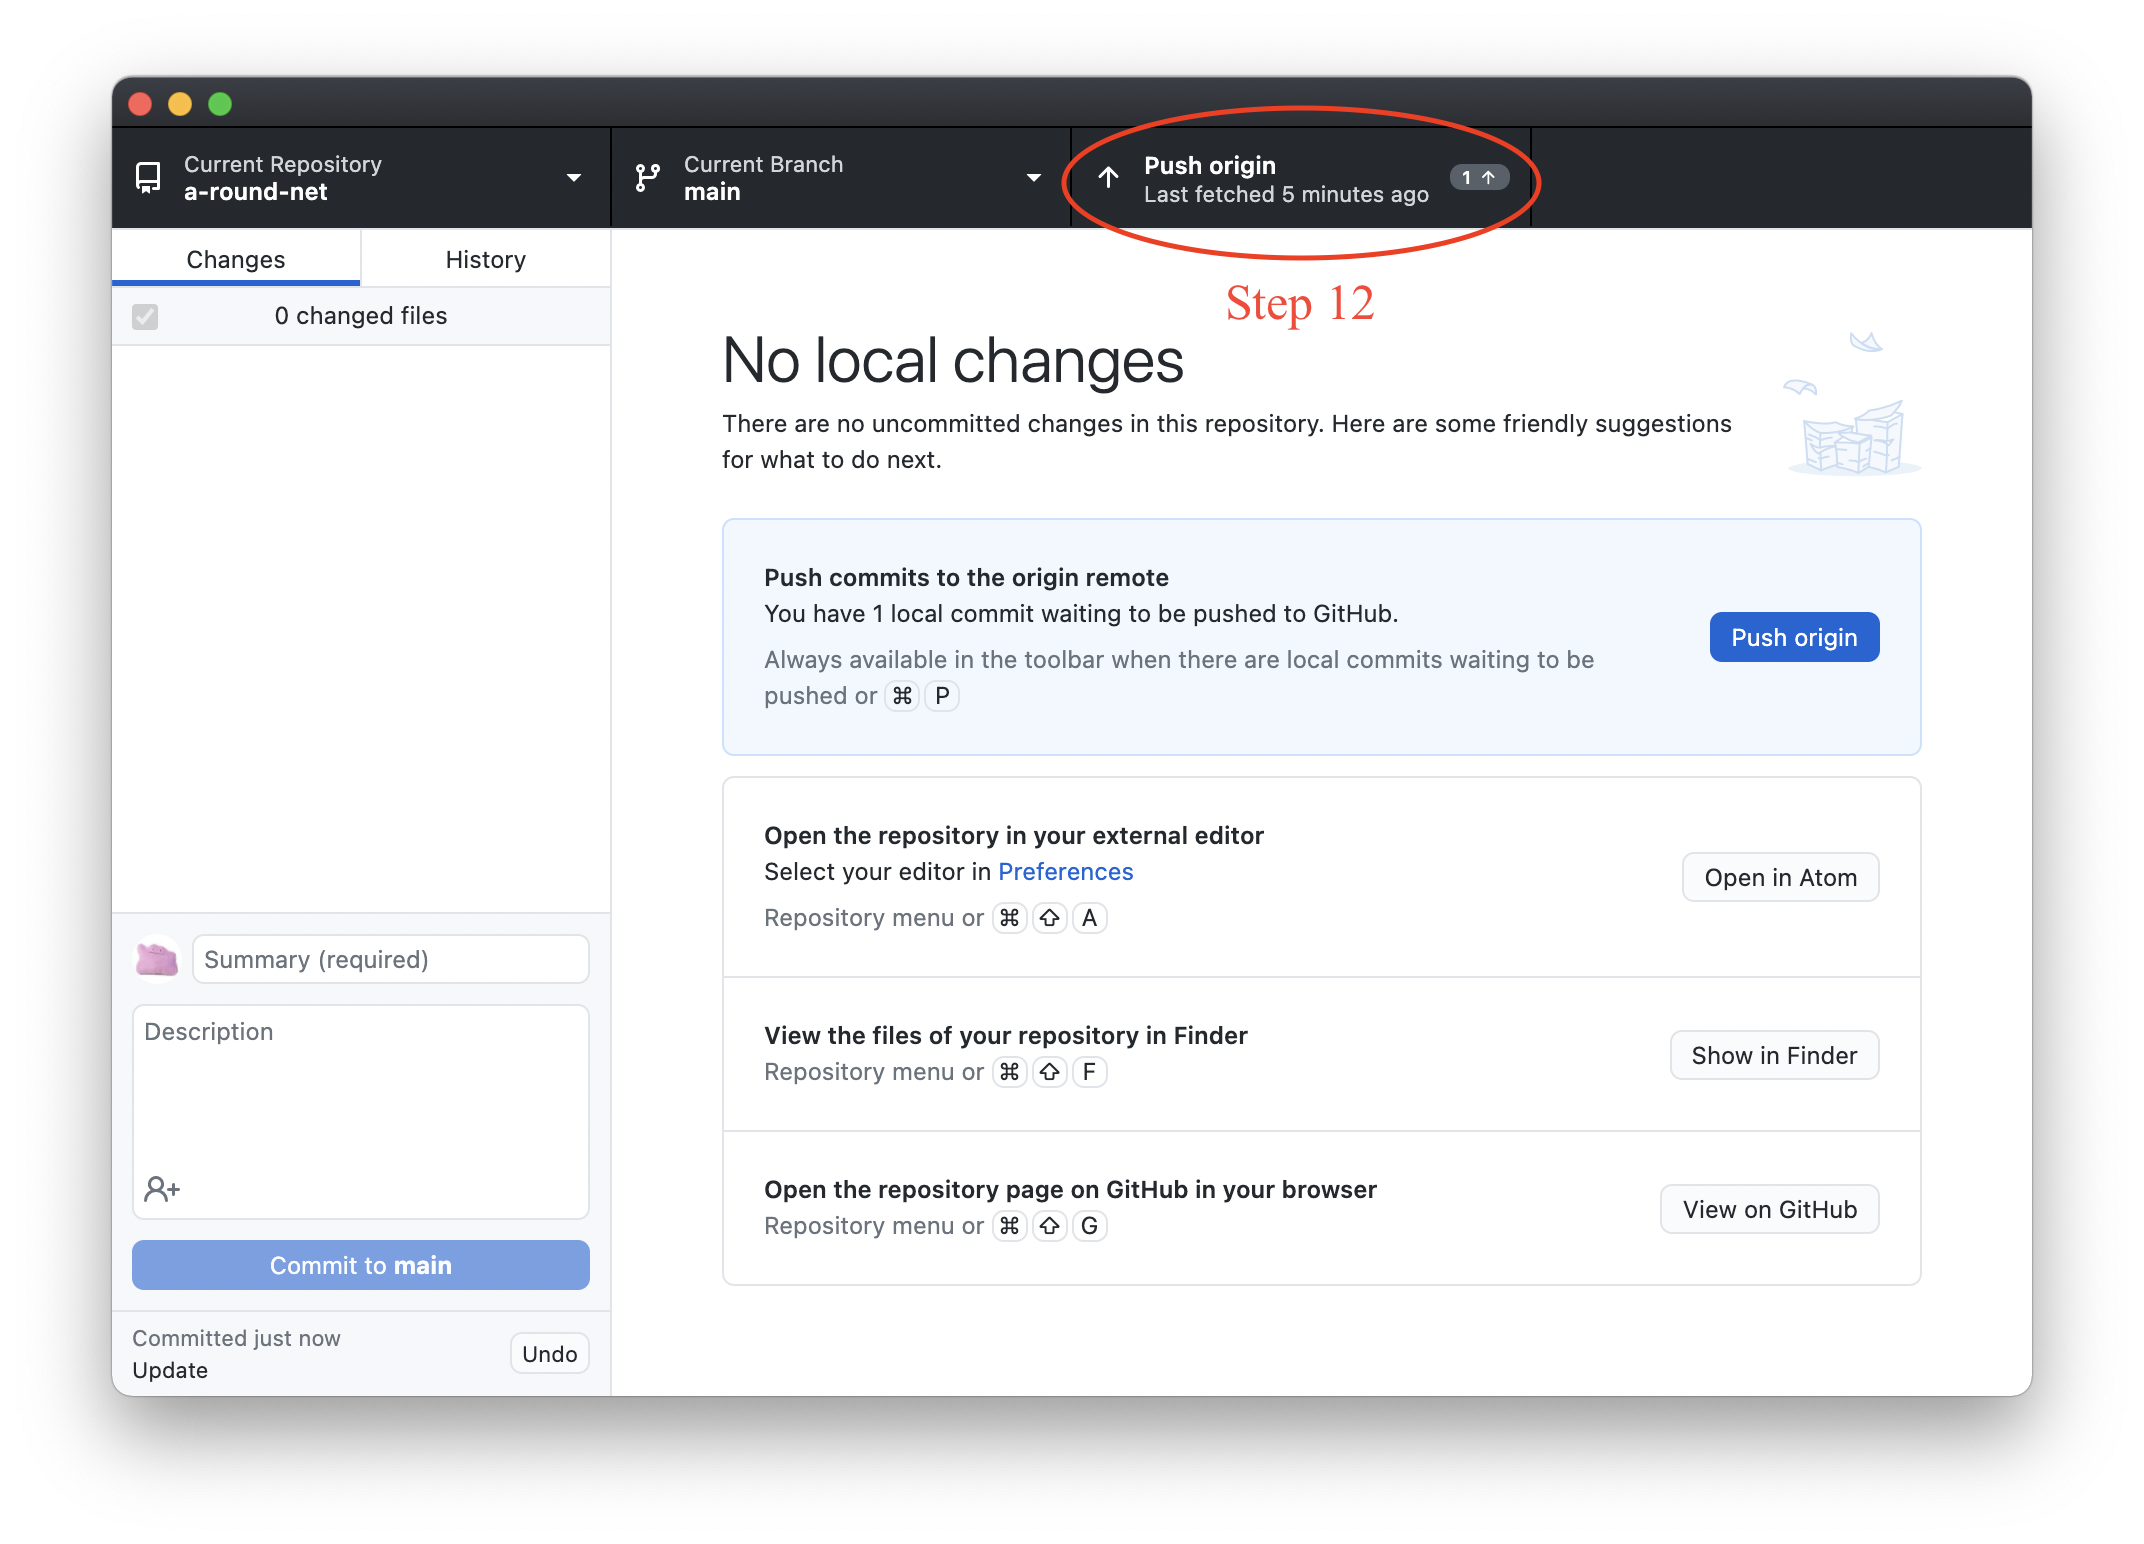 Current Repository
a-round-net
Current Branch
main
Push origin
Last fetched 5 minutes ago
1 ↑
Step 12
Changes
History
0 changed files
No local changes
There are no uncommitted changes in this repository. Here are some friendly suggestions
for what to do next.
Push commits to the origin remote
You have 1 local commit waiting to be pushed to GitHub.
Always available in the toolbar when there are local commits waiting to be
pushed or ⌘ P
Push origin
Open the repository in your external editor
Select your editor in Preferences
Repository menu or ⌘ ⇧ A
Open in Atom
View the files of your repository in Finder
Repository menu or ⌘ ⇧ F
Show in Finder
Open the repository page on GitHub in your browser
Repository menu or ⌘ ⇧ G
View on GitHub
Summary (required)
Description
Commit to main
Committed just now
Update
Undo